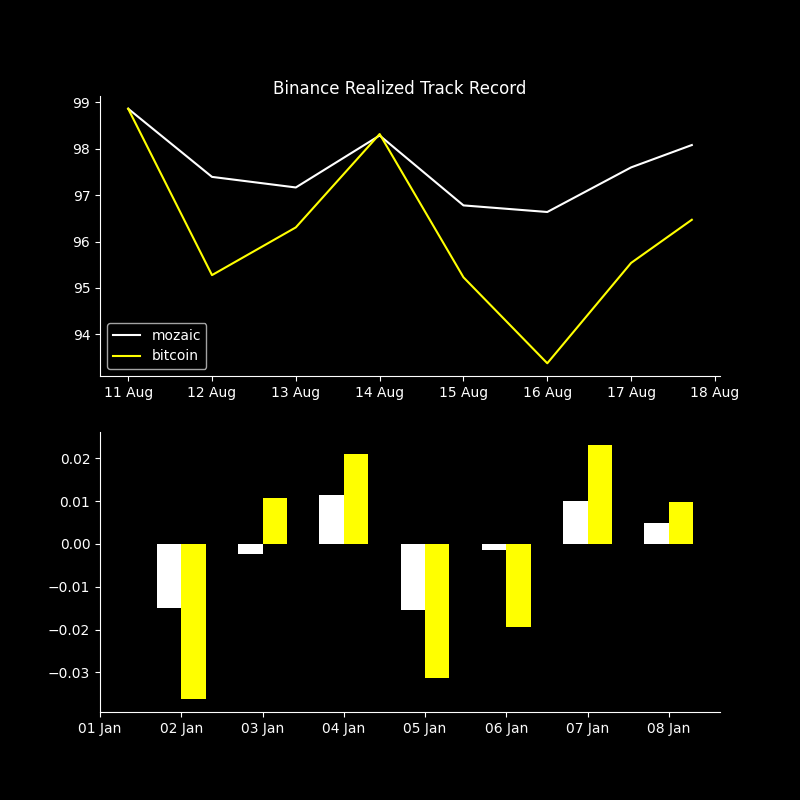 Binance Realized Track Record
99
98
97
96
95
94
mozaic
bitcoin
11 Aug 12 Aug 13 Aug 14 Aug 15 Aug 16 Aug 17 Aug 18 Aug
0.02
0.01
0.00
−0.01
−0.02
−0.03
01 Jan 02 Jan 03 Jan 04 Jan 05 Jan 06 Jan 07 Jan 08 Jan